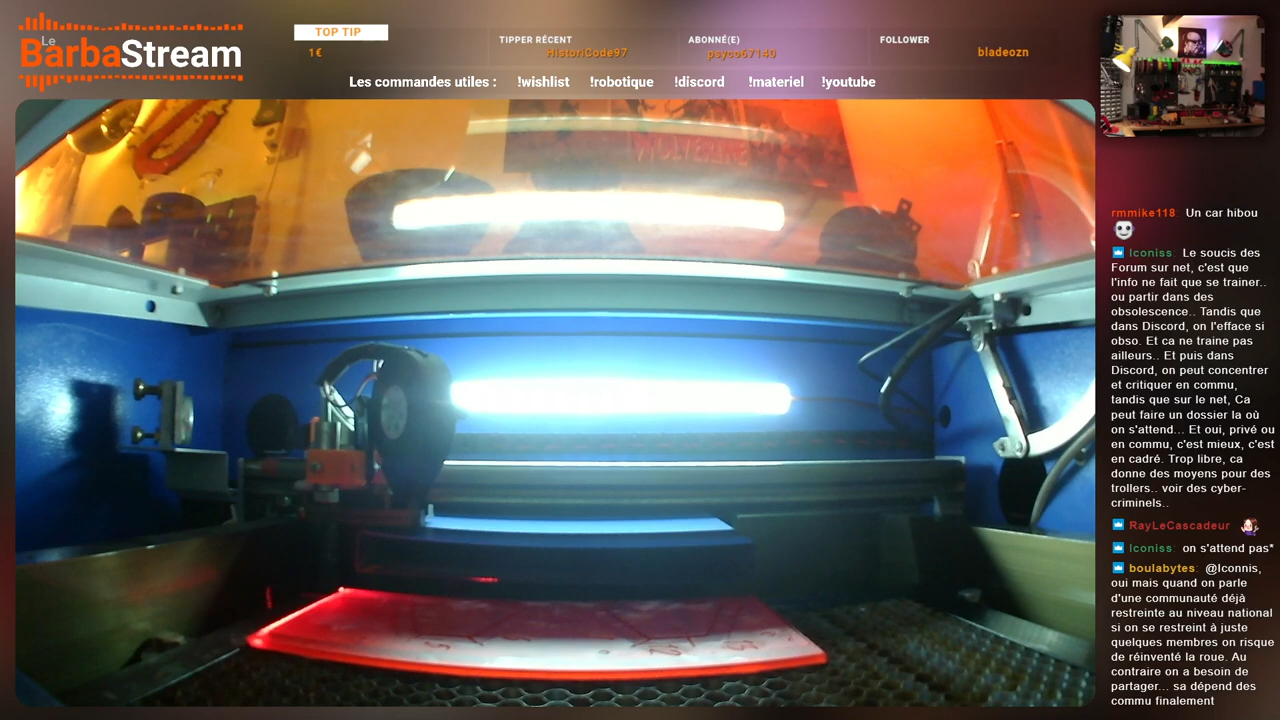 Le
BarbaStream
TOP TIP
1€
TIPPER RÉCENT
HistoriCode97
ABONNÉ(E)
psyco67140
FOLLOWER
bladeozn
Les commandes utiles : !wishlist !robotique !discord !materiel !youtube
WOLVERINE
rmmike118 Un car hibou
Iconiss: Le soucis des
Forum sur net, c'est que
l'info ne fait que se trainer..
ou partir dans des
obsolescence.. Tandis que
dans Discord, on l'efface si
obso. Et ca ne traine pas
ailleurs.. Et puis dans
Discord, on peut concentrer
et critiquer en commu,
tandis que sur le net, Ca
peut faire un dossier la où
on s'attend... Et oui, privé ou
en commu, c'est mieux, c'est
en cadré. Trop libre, ca
donne des moyens pour des
trollers.. voir des cyber-
criminels..
RayLeCascadeur
Iconiss: on s'attend pas*
boulabytes: @Iconnis,
oui mais quand on parle
d'une communauté déjà
restreinte au niveau national
si on se restreint à juste
quelques membres on risque
de réinventé la roue. Au
contraire on a besoin de
partager... sa dépend des
commu finalement